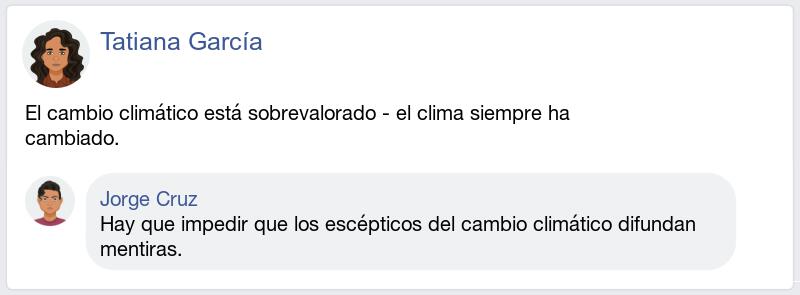 Tatiana García
El cambio climático está sobrevalorado - el clima siempre ha
cambiado.
Jorge Cruz
Hay que impedir que los escépticos del cambio climático difundan
mentiras.